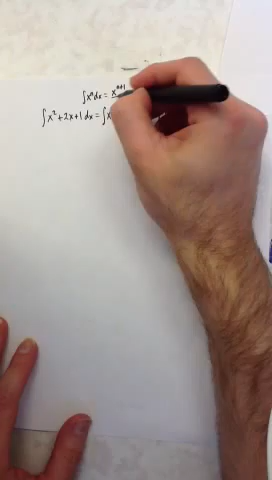 ∫xⁿdx = xⁿ⁺¹
∫x²+2x+1 dx = ∫x